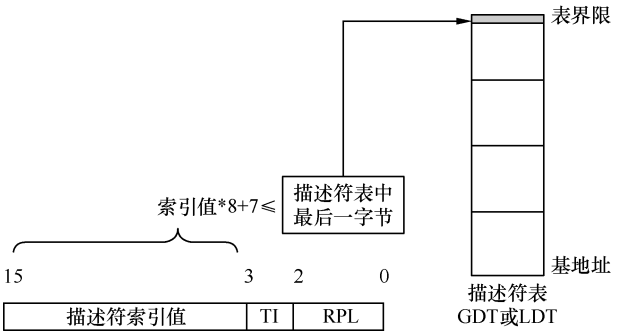 表界限
描述符表中
最后一字节
索引值*8+7≤
基地址
15
3
2
0
描述符表
GDT或LDT
描述符索引值
TI
RPL